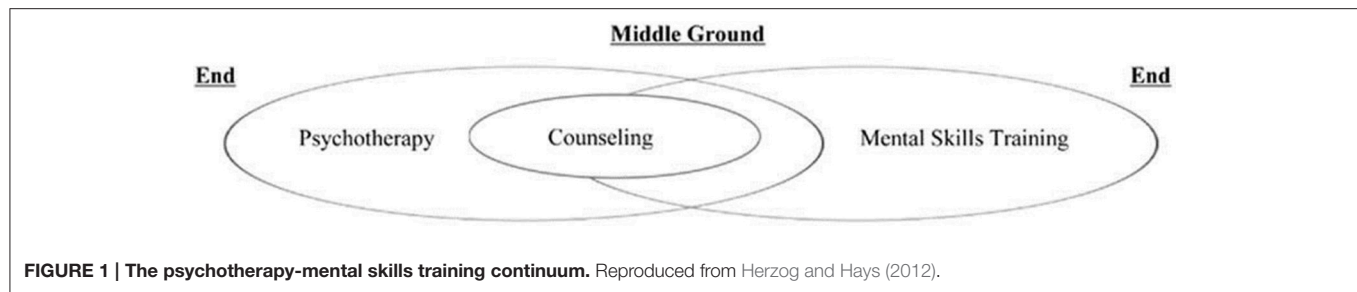 Middle Ground
End
End
Psychotherapy
Counseling
Mental Skills Training
FIGURE 1 | The psychotherapy-mental skills training continuum. Reproduced from Herzog and Hays (2012).